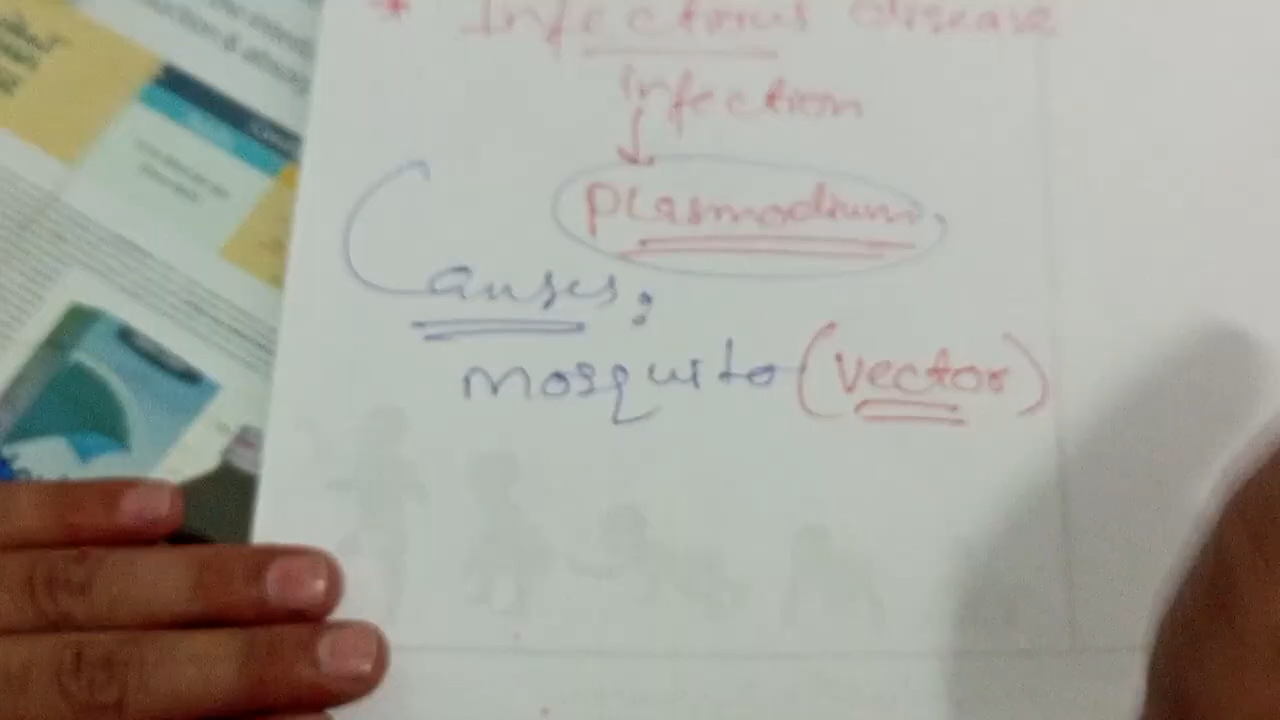 * Infectious disease
infection
↓
Plasmodium,
Causes:
mosquito (vector)